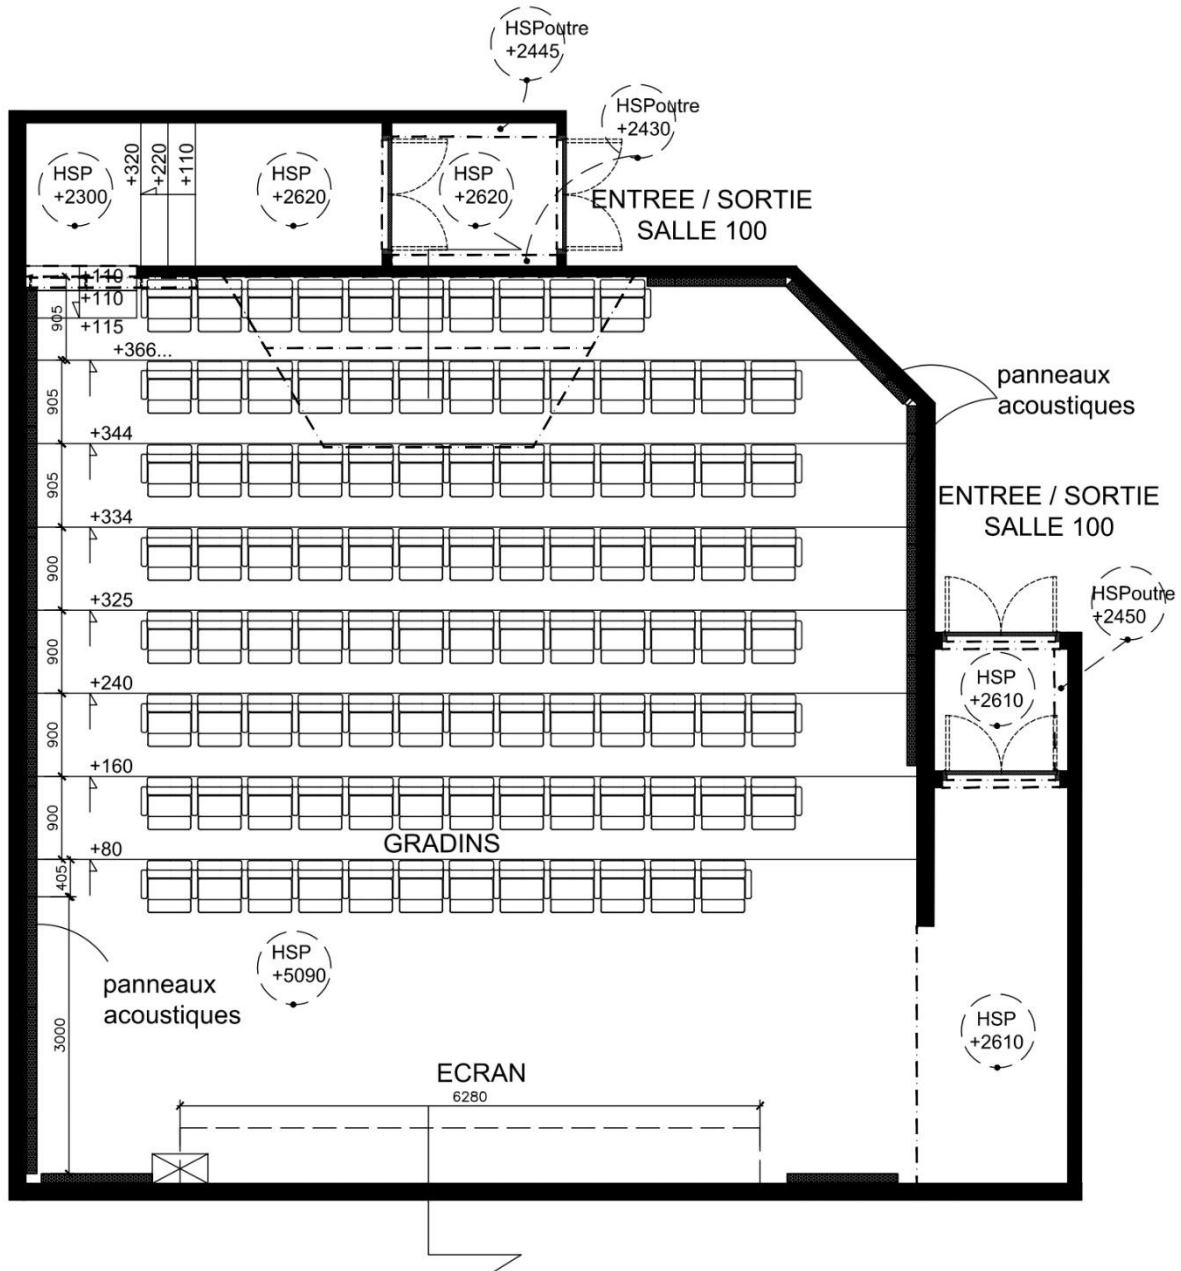 HSPoutre
+2445
HSPoutre
+2430
HSP
+2300
+320
+220
+110
HSP
+2620
HSP
+2620
ENTREE / SORTIE
SALLE 100
+110
+110
+115
905
+366...
905
panneaux
acoustiques
+344
905
ENTREE / SORTIE
SALLE 100
+334
900
HSPoutre
+2450
+325
900
HSP
+2610
+240
900
+160
900
GRADINS
+80
405
HSP
+5090
panneaux
acoustiques
3000
HSP
+2610
ECRAN
6280